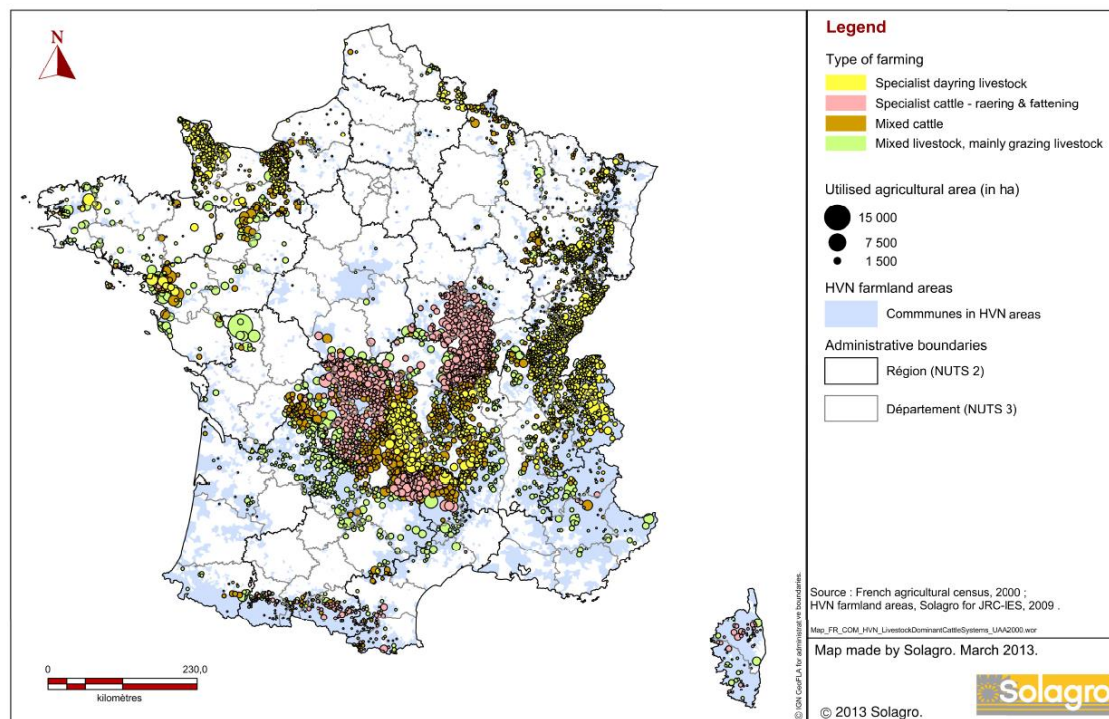 N
0
230,0
kilomètres
© IGN GeoFLA for administrative boundaries.
Legend
Type of farming
Specialist dayring livestock
Specialist cattle - raering & fattening
Mixed cattle
Mixed livestock, mainly grazing livestock
Utilised agricultural area (in ha)
15 000
7 500
1 500
HVN farmland areas
Commmunes in HVN areas
Administrative boundaries
Région (NUTS 2)
Département (NUTS 3)
Source : French agricultural census, 2000 ;
HVN farmland areas, Solagro for JRC-IES, 2009 .
Map_FR_COM_HVN_LivestockDominantCattleSystems_UAA2000.wor
Map made by Solagro. March 2013.
© 2013 Solagro.
Solagro